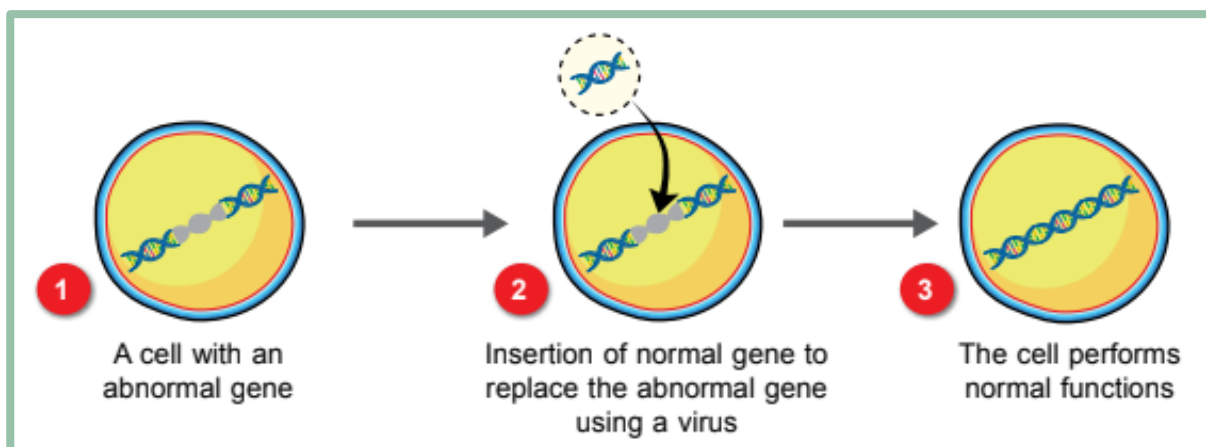 1
A cell with an
abnormal gene
2
Insertion of normal gene to
replace the abnormal gene
using a virus
3
The cell performs
normal functions